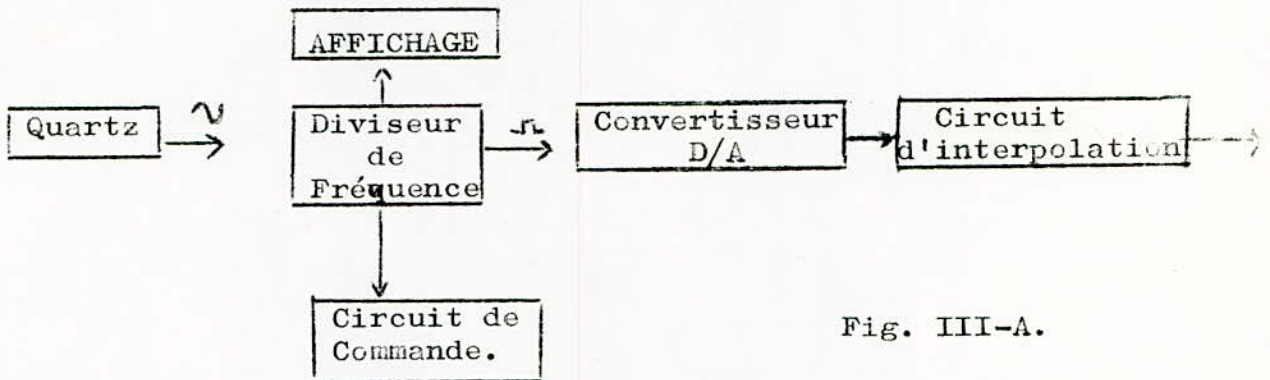 AFFICHAGE
Quartz
Diviseur
de
Fréquence
Convertisseur
D/A
Circuit
d'interpolation
Circuit de
Commande.
Fig. III-A.